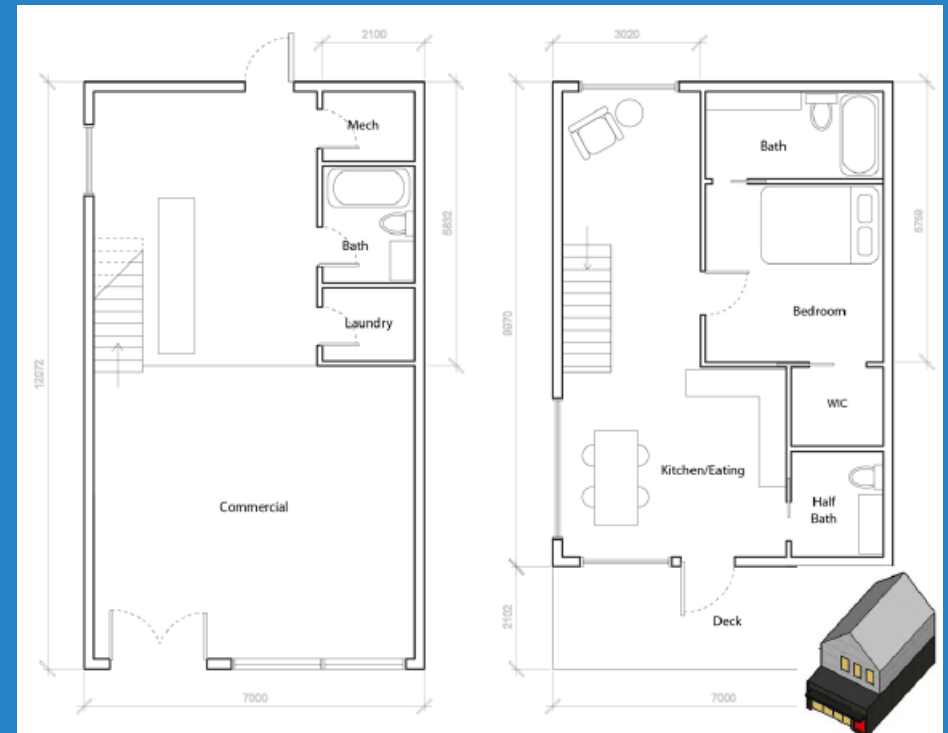 2100
Mech
Bath
5832
Laundry
12072
Commercial
7000
3020
Bath
5759
Bedroom
9970
WIC
Kitchen/Eating
Half
Bath
2102
Deck
7000